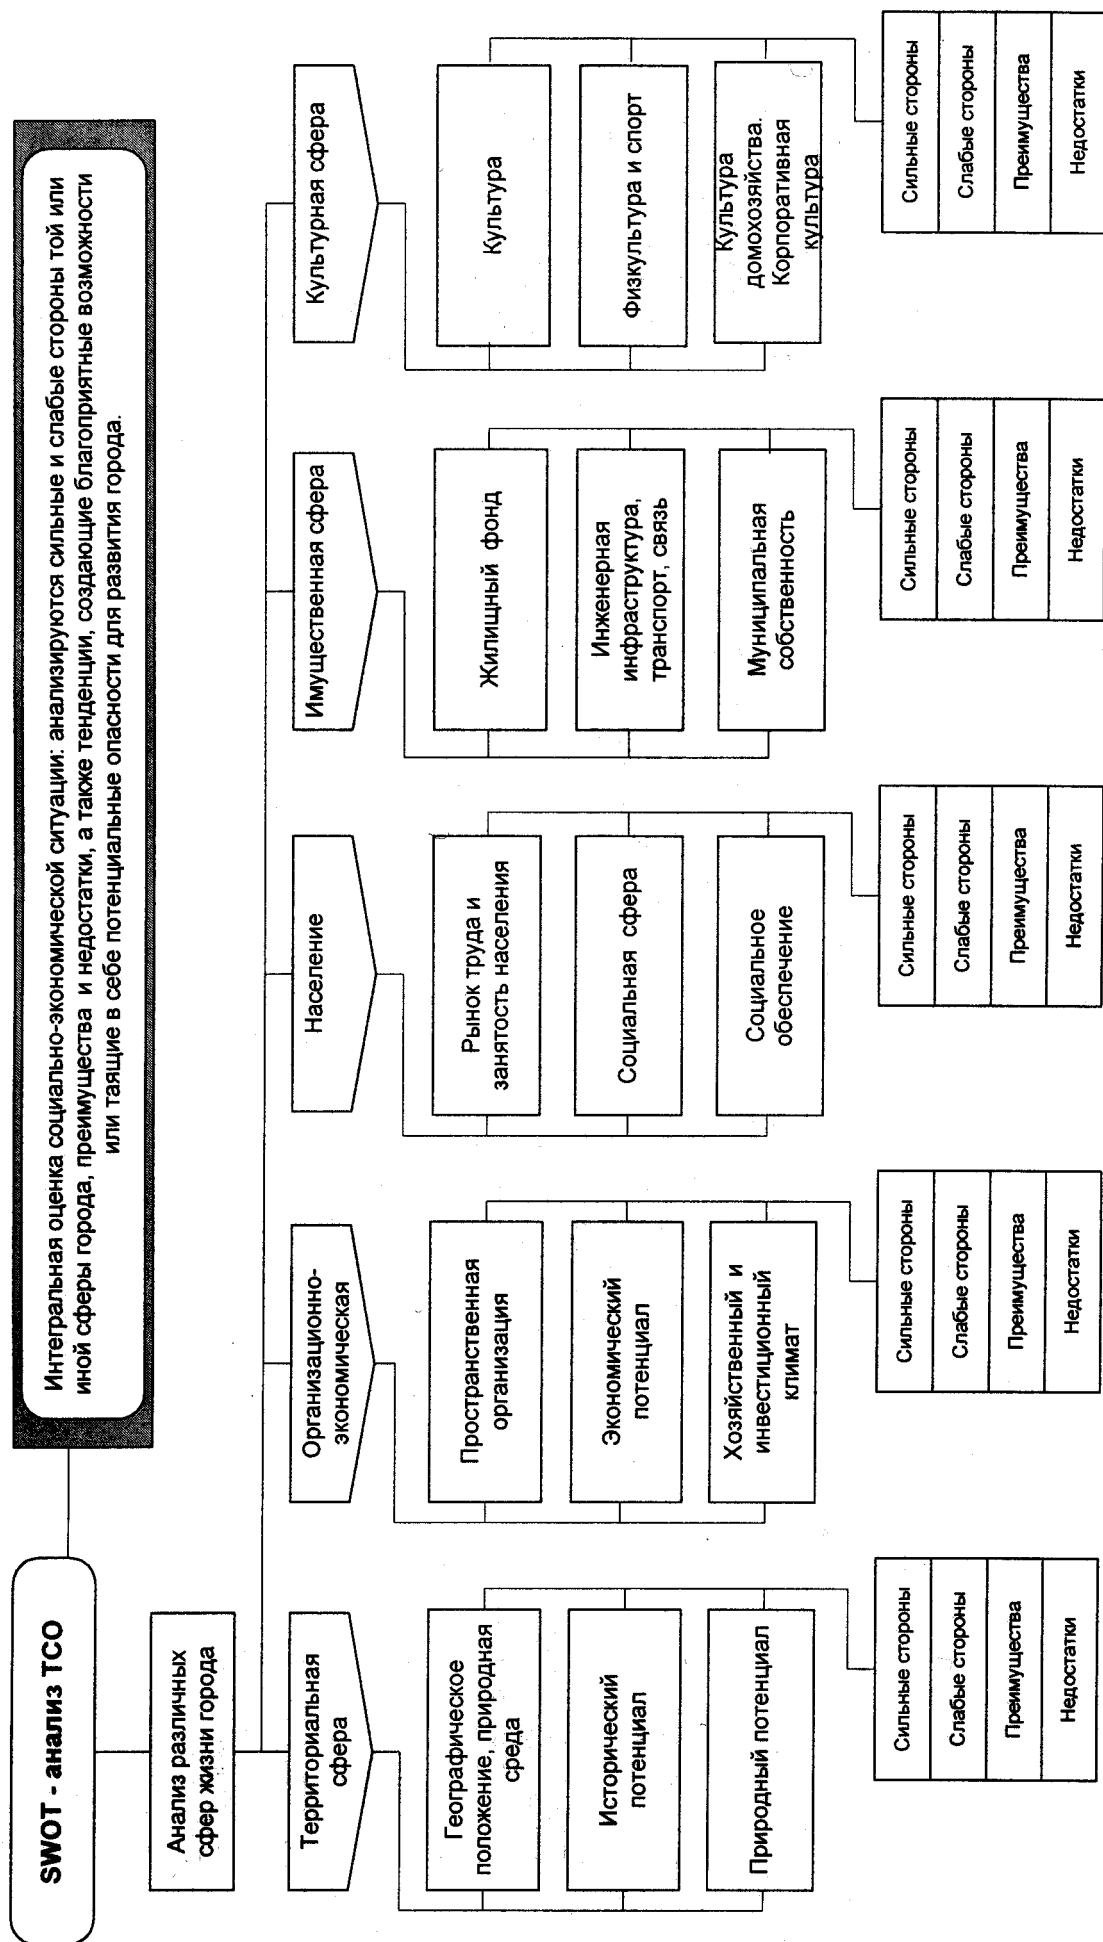 SWOT - анализ ТСО
Интегральная оценка социально-экономической ситуации: анализируются сильные и слабые стороны той или
иной сферы города, преимущества и недостатки, а также тенденции, создающие благоприятные возможности
или таящие в себе потенциальные опасности для развития города.
Анализ различных
сфер жизни города
Территориальная
сфера
Географическое
положение, природная
среда
Исторический
потенциал
Природный потенциал
Сильные стороны
Слабые стороны
Преимущества
Недостатки
Организационно-
экономическая
Пространственная
организация
Экономический
потенциал
Хозяйственный и
инвестиционный
климат
Сильные стороны
Слабые стороны
Преимущества
Недостатки
Население
Рынок труда и
занятость населения
Социальная сфера
Социальное
обеспечение
Сильные стороны
Слабые стороны
Преимущества
Недостатки
Имущественная сфера
Жилищный фонд
Инженерная
инфраструктура,
транспорт, связь
Муниципальная
собственность
Сильные стороны
Слабые стороны
Преимущества
Недостатки
Культурная сфера
Культура
Физкультура и спорт
Культура
домохозяйства.
Корпоративная
культура
Сильные стороны
Слабые стороны
Преимущества
Недостатки